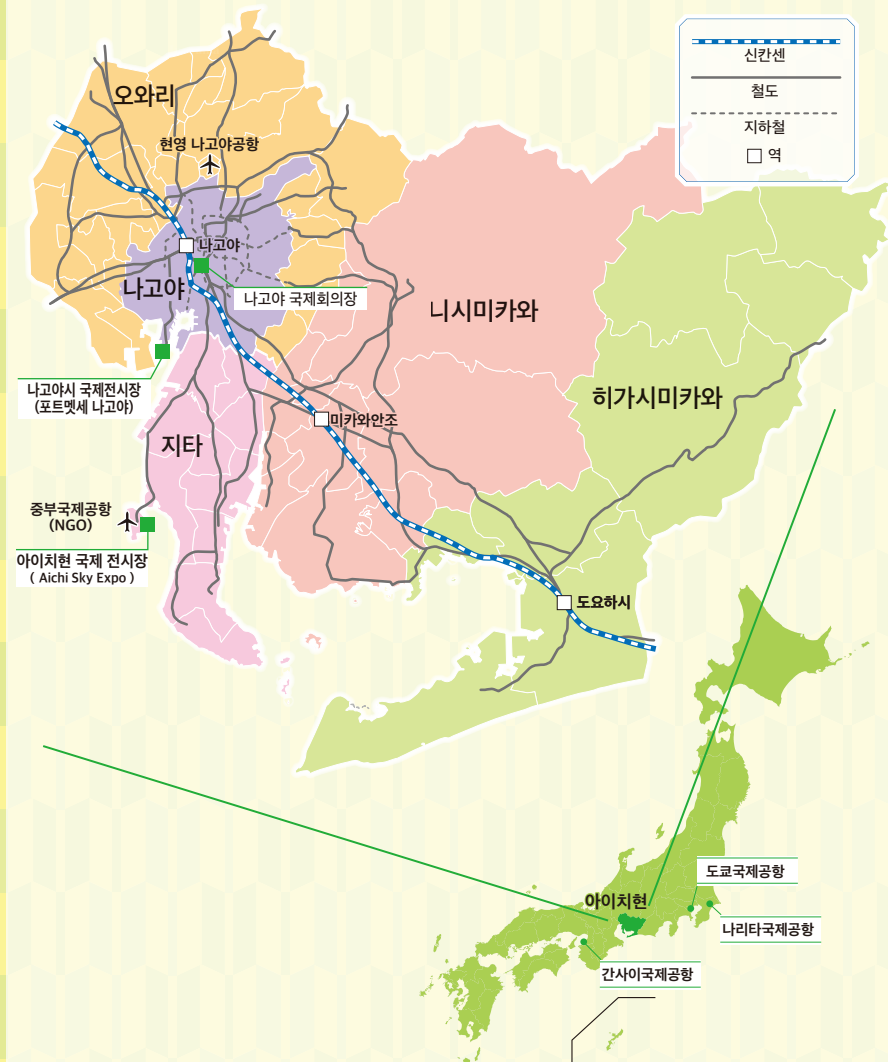 신칸센
철도
지하철
역
오와리
현영 나고야공항
나고야
나고야
나고야 국제회의장
니시미카와
나고야시 국제전시장
(포트멧세 나고야)
히가시미카와
미카와안조
지타
중부국제공항
(NGO)
아이치현 국제 전시장
( Aichi Sky Expo )
도요하시
도쿄국제공항
아이치현
나리타국제공항
간사이국제공항